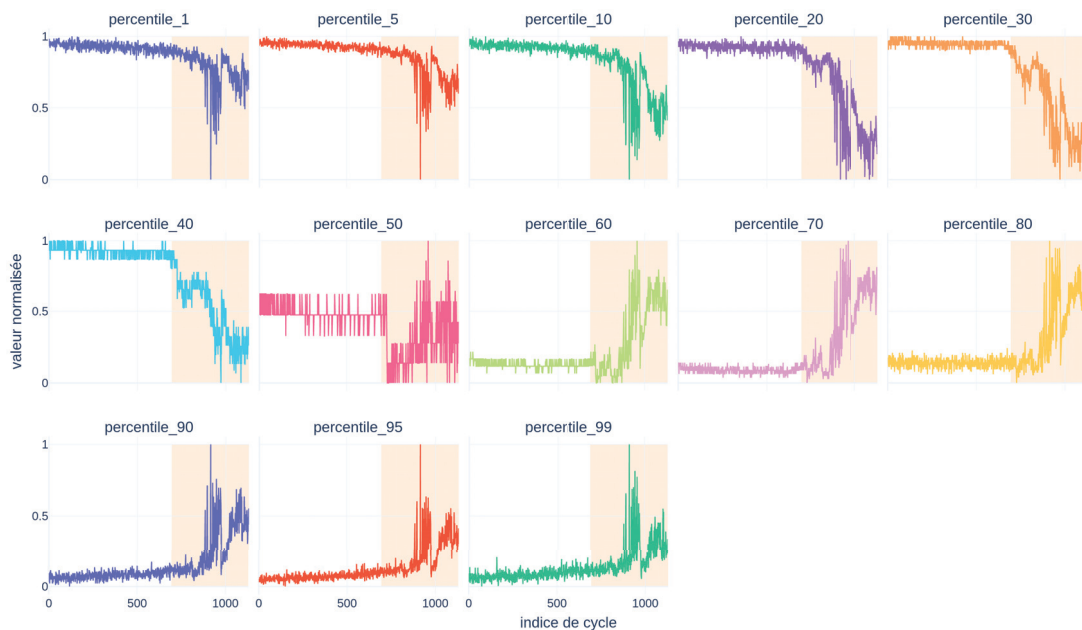 percentile_1 percentile_5 percentile_10 percentile_20 percentile_30
1
0.5
0
percentile_40 percentile_50 percentile_60 percentile_70 percentile_80
1
0.5
0
valeur normalisée
percentile_90 percentile_95 percentile_99
1
0.5
0
0 500 1000 0 500 1000 0 500 1000
indice de cycle